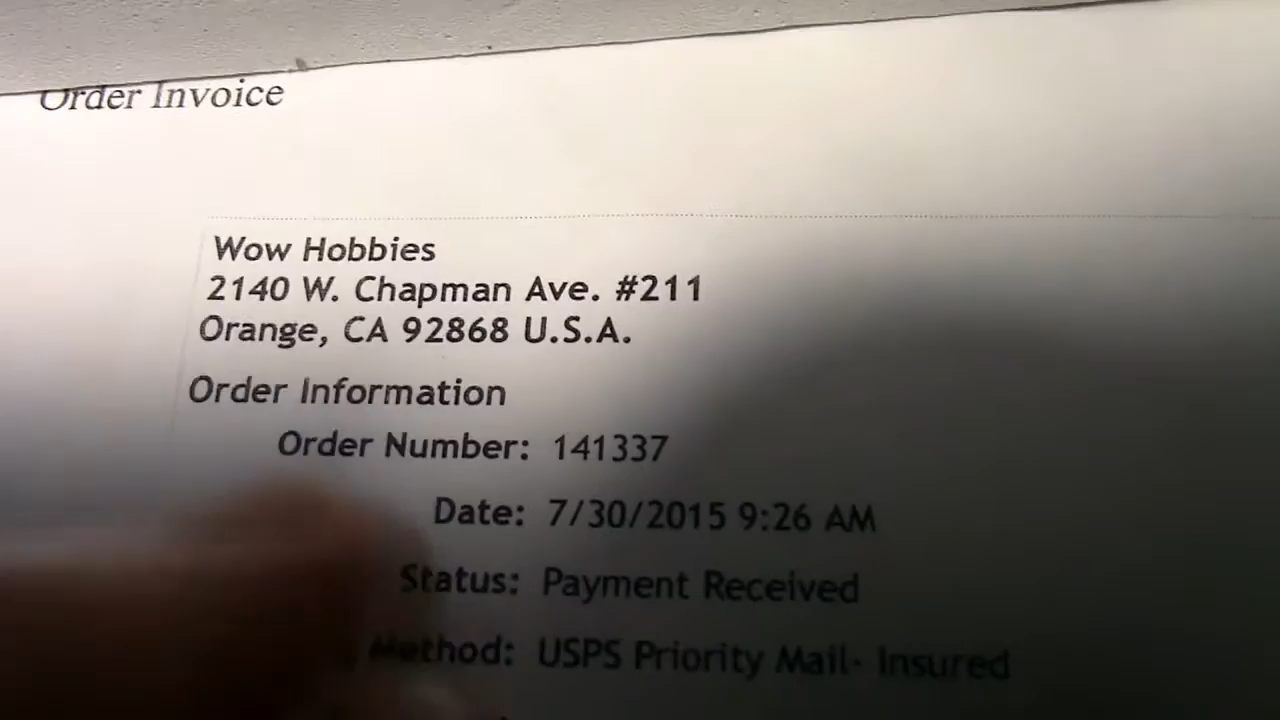 Order Invoice
Wow Hobbies
2140 W. Chapman Ave. #211
Orange, CA 92868 U.S.A.
Order Information
Order Number: 141337
Date: 7/30/2015 9:26 AM
Status: Payment Received
Method: USPS Priority Mail- Insured